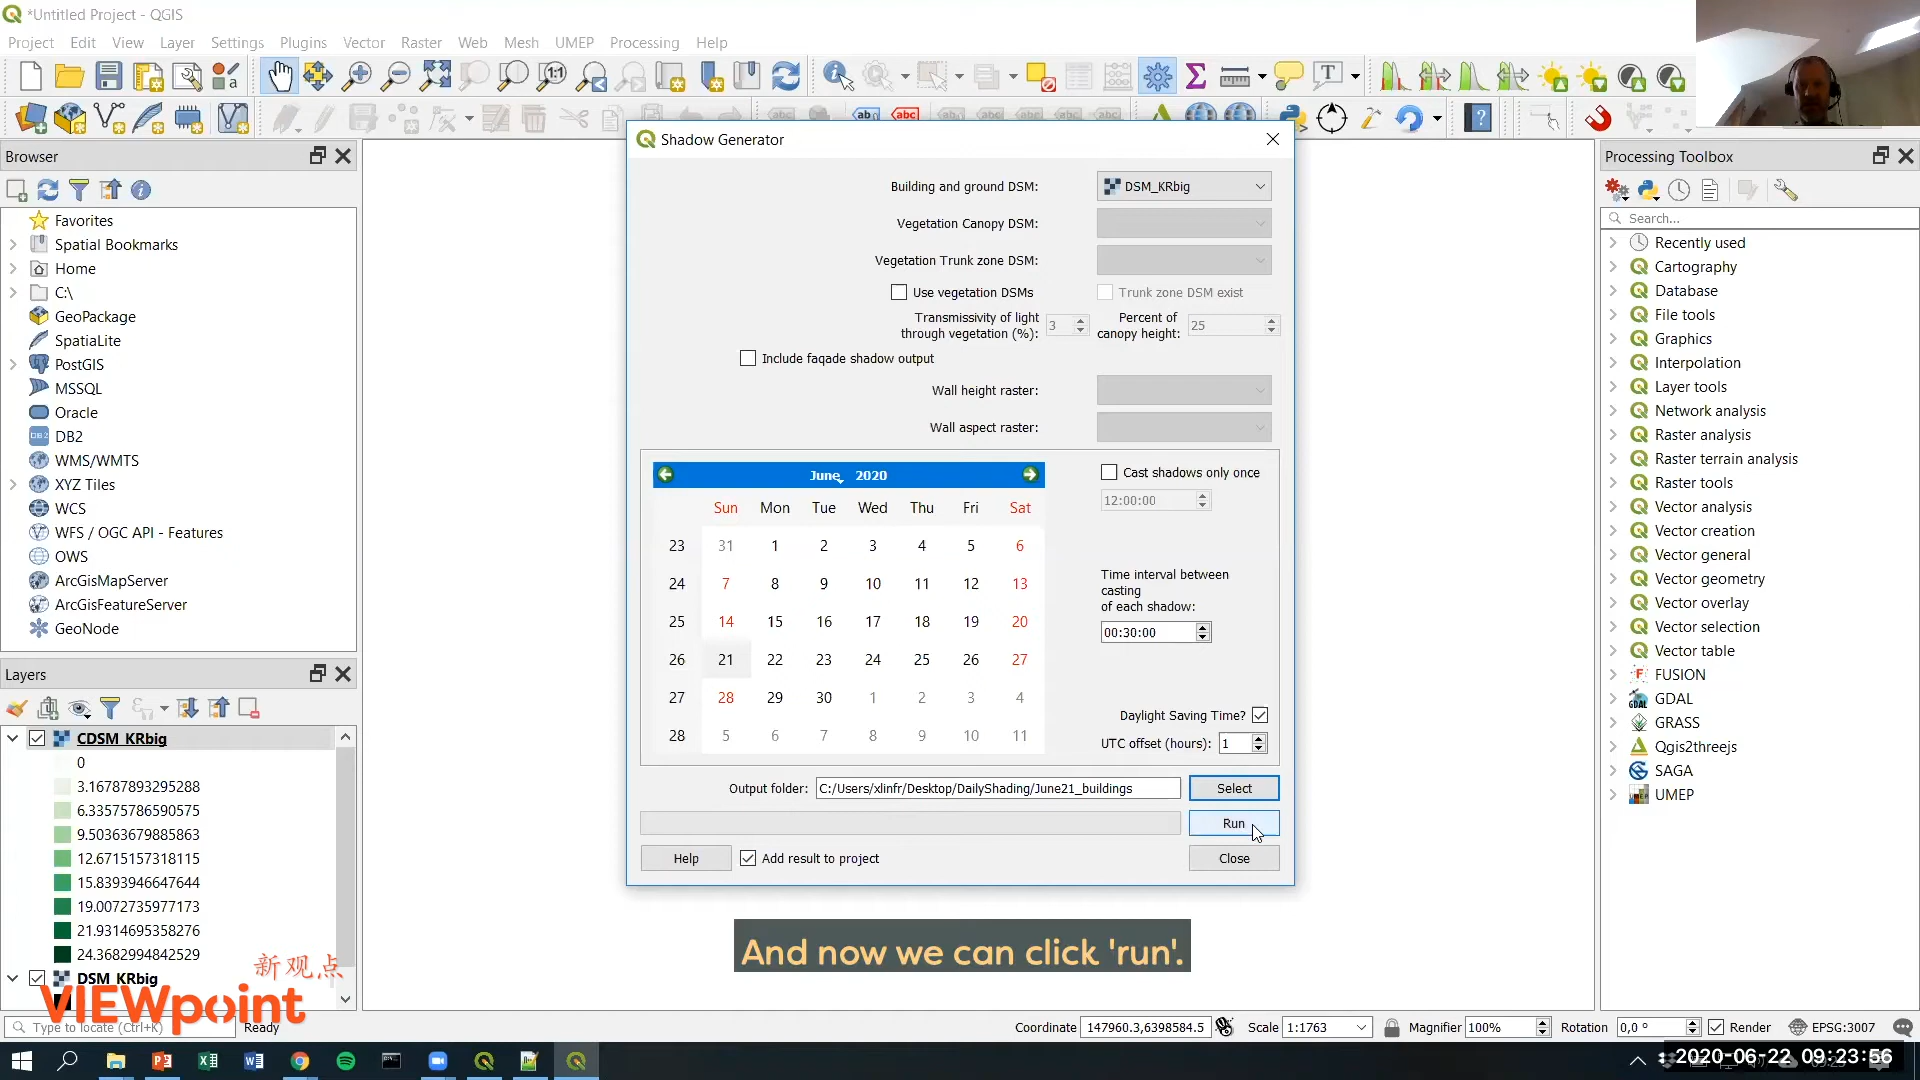 *Untitled Project - QGIS
Project Edit View Layer Settings Plugins Vector Raster Web Mesh UMEP Processing Help
Browser
Favorites
Spatial Bookmarks
Home
C:\
GeoPackage
SpatiaLite
PostGIS
MSSQL
Oracle
DB2
WMS/WMTS
XYZ Tiles
WCS
WFS / OGC API - Features
OWS
ArcGisMapServer
ArcGisFeatureServer
GeoNode
Layers
CDSM_KRbig
0
3.16787893295288
6.33575786590575
9.50363679885863
12.6715157318115
15.8393946647644
19.0072735977173
21.9314695358276
24.3682994842529
DSM_KRbig
新观点
VIEWpoint
Type to locate (Ctrl+K)
Ready
Shadow Generator
Building and ground DSM: DSM_KRbig
Vegetation Canopy DSM:
Vegetation Trunk zone DSM:
Use vegetation DSMs Trunk zone DSM exist
Transmissivity of light
through vegetation (%): 3
Percent of
canopy height: 25
Include façade shadow output
Wall height raster:
Wall aspect raster:
June, 2020
Sun Mon Tue Wed Thu Fri Sat
23 31 1 2 3 4 5 6
24 7 8 9 10 11 12 13
25 14 15 16 17 18 19 20
26 21 22 23 24 25 26 27
27 28 29 30 1 2 3 4
28 5 6 7 8 9 10 11
Cast shadows only once
12:00:00
Time interval between
casting
of each shadow:
00:30:00
Daylight Saving Time?
UTC offset (hours): 1
Output folder: C:/Users/xlinfr/Desktop/DailyShading/June21_buildings Select
Run
Help Add result to project Close
And now we can click 'run'.
Processing Toolbox
Search...
Recently used
Cartography
Database
File tools
Graphics
Interpolation
Layer tools
Network analysis
Raster analysis
Raster terrain analysis
Raster tools
Vector analysis
Vector creation
Vector general
Vector geometry
Vector overlay
Vector selection
Vector table
FUSION
GDAL
GRASS
Qgis2threejs
SAGA
UMEP
Coordinate 147960.3,6398584.5 Scale 1:1763 Magnifier 100% Rotation 0,0 ° Render EPSG:3007
2020-06-22 09:23:56